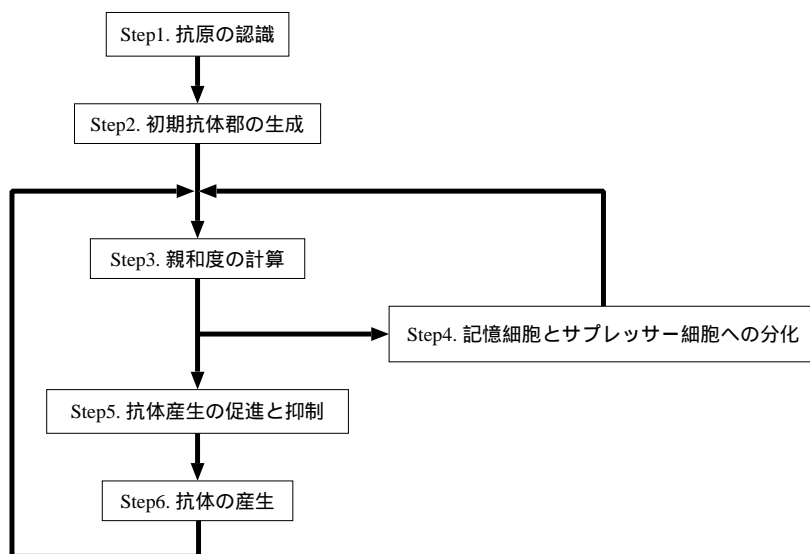 Step1. 抗原の認識
Step2. 初期抗体郡の生成
Step3. 親和度の計算
Step4. 記憶細胞とサプレッサー細胞への分化
Step5. 抗体産生の促進と抑制
Step6. 抗体の産生